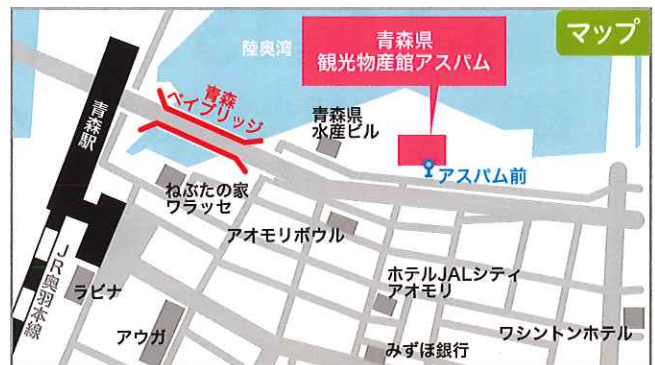 マップ
陸奥湾
青森県
観光物産館アスパム
青森
ベイブリッジ
青森県
水産ビル
青森駅
アスパム前
ねぶたの家
ワラッセ
アオモリボウル
JR奥羽本線
ラビナ
ホテルJALシティ
アオモリ
アウガ
ワシントンホテル
みずほ銀行